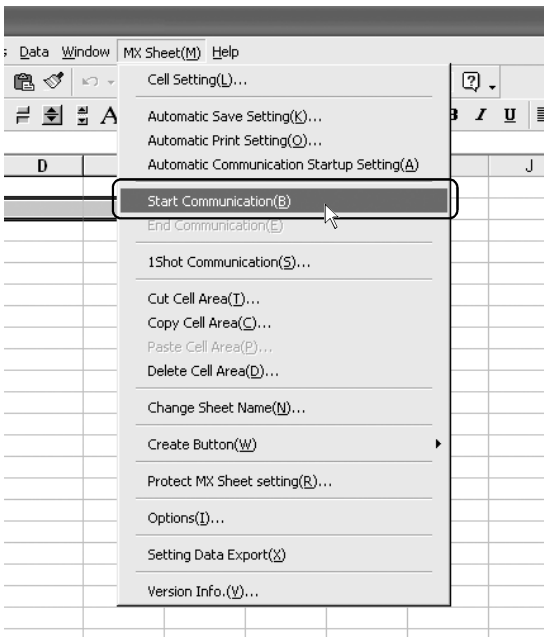 Data Window MX Sheet(M) Help
Cell Setting(L)...
A
B I U
Automatic Save Setting(K)...
Automatic Print Setting(O)...
Automatic Communication Startup Setting(A)
D J
Start Communication(B)
End Communication(E)
1Shot Communication(S)...
Cut Cell Area(T)...
Copy Cell Area(C)...
Paste Cell Area(P)...
Delete Cell Area(D)...
Change Sheet Name(N)...
Create Button(W)
Protect MX Sheet setting(R)...
Options(I)...
Setting Data Export(X)
Version Info.(V)...